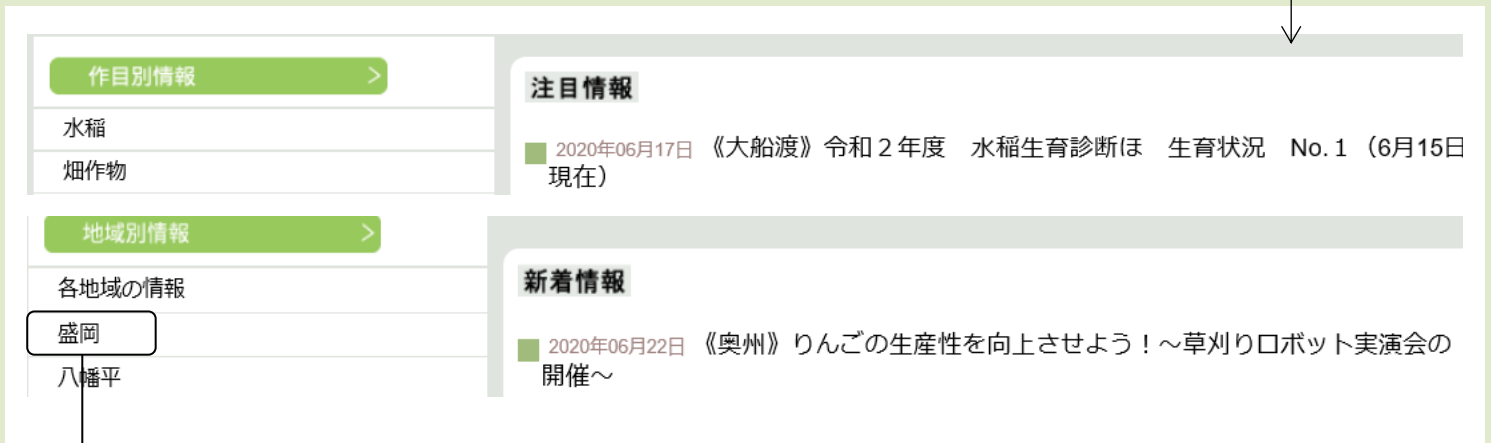 作目別情報 >
水稲
畑作物
注目情報
2020年06月17日 《大船渡》令和２年度　水稲生育診断ほ　生育状況　No.１（6月15日
現在）
地域別情報 >
各地域の情報
盛岡
八幡平
新着情報
2020年06月22日 《奥州》りんごの生産性を向上させよう！～草刈りロボット実演会の
開催～